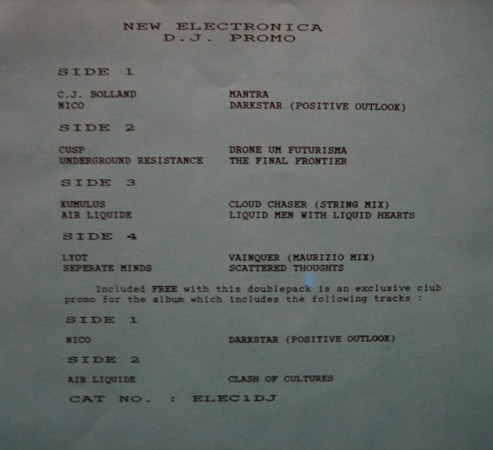 NEW ELECTRONICA
D.J. PROMO
SIDE 1
C.J. BOLLAND MANTRA
NICO DARKSTAR (POSITIVE OUTLOOK)
SIDE 2
CUSP DRONE UM FUTURISMA
UNDERGROUND RESISTANCE THE FINAL FRONTIER
SIDE 3
KUMULUS CLOUD CHASER (STRING MIX)
AIR LIQUIDE LIQUID MEN WITH LIQUID HEARTS
SIDE 4
LYOT VAINQUER (MAURIZIO MIX)
SEPERATE MINDS SCATTERED THOUGHTS
Included FREE with this doublepack is an exclusive club
promo for the album which includes the following tracks :
SIDE 1
NICO DARKSTAR (POSITIVE OUTLOOK)
SIDE 2
AIR LIQUIDE CLASH OF CULTURES
CAT NO. : ELEC1DJ